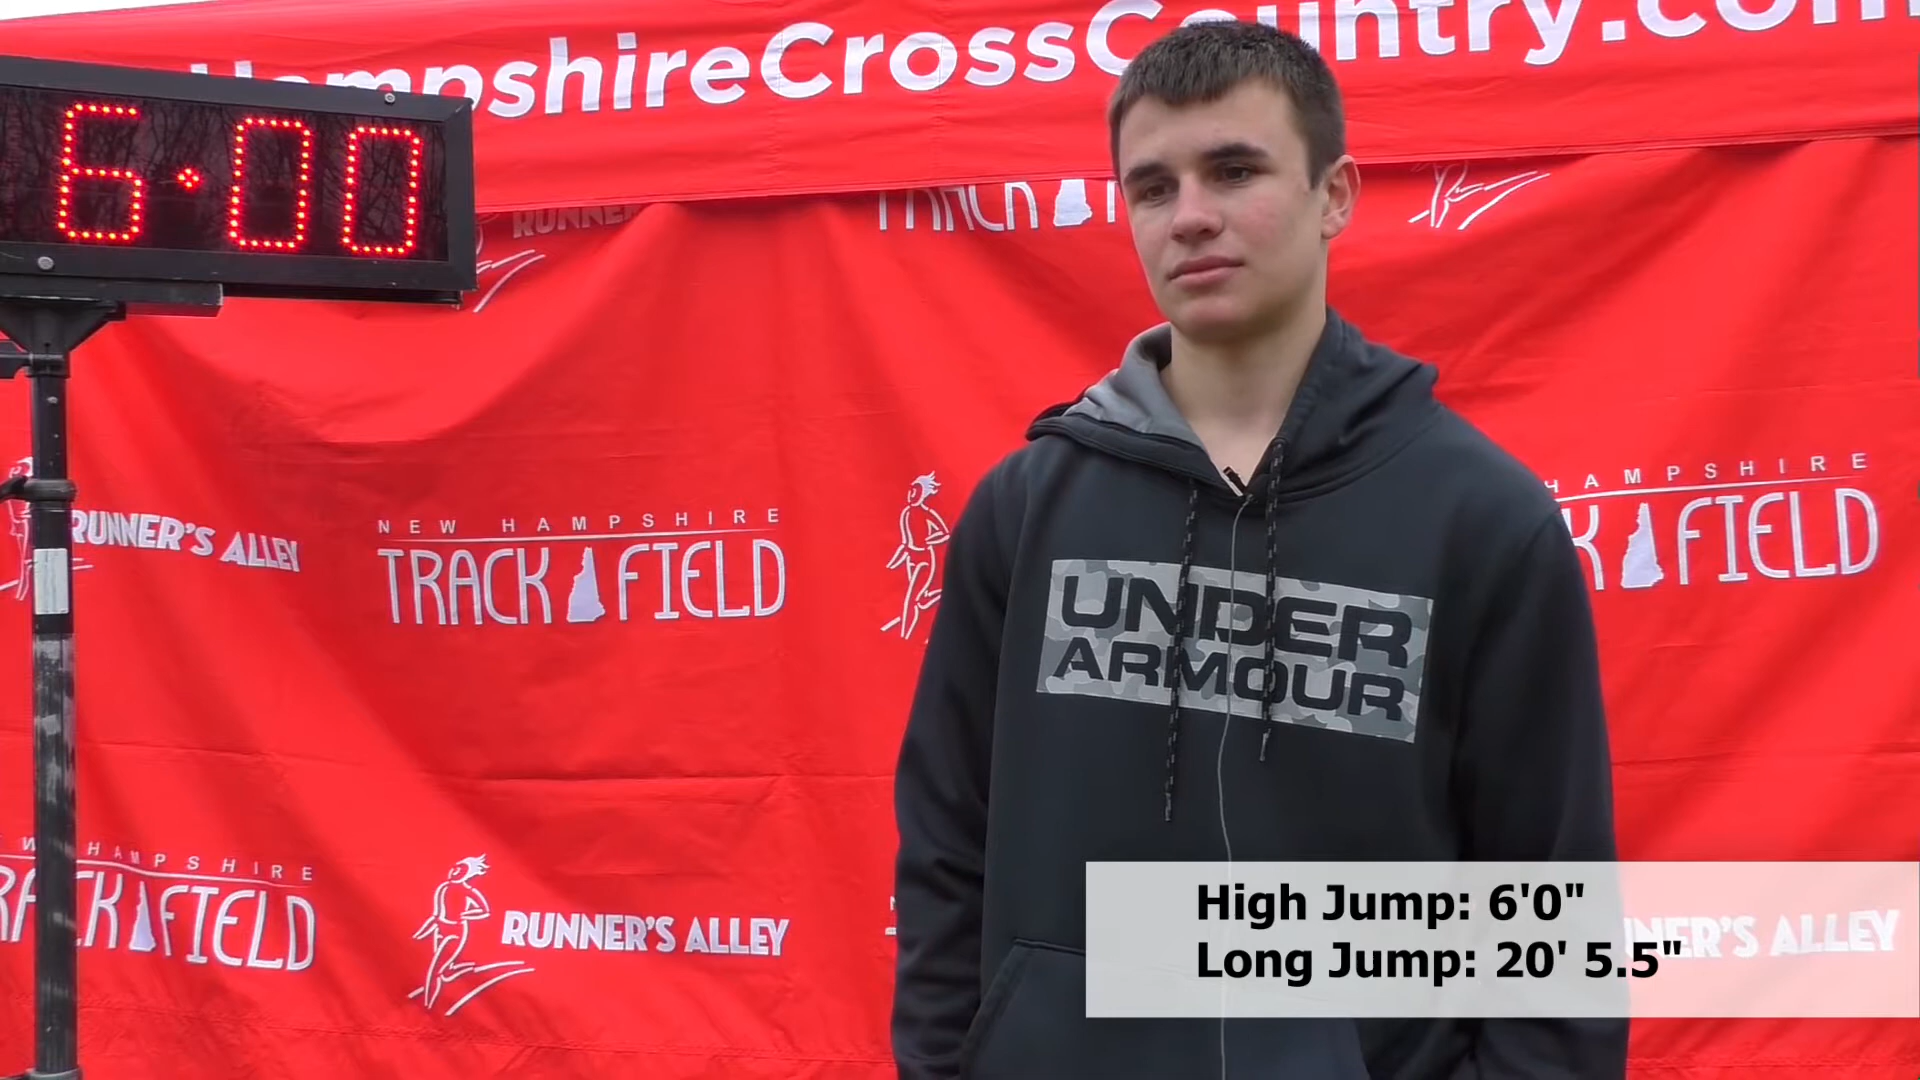 HampshireCrossCountry.com
6:00
RUNNER'S ALLEY
NEW HAMPSHIRE
TRACK FIELD
HAMPSHIRE
FIELD
UNDER
ARMOUR
HAMPSHIRE
TRACK FIELD
RUNNER'S ALLEY
High Jump: 6'0"
Long Jump: 20' 5.5"
ALLEY